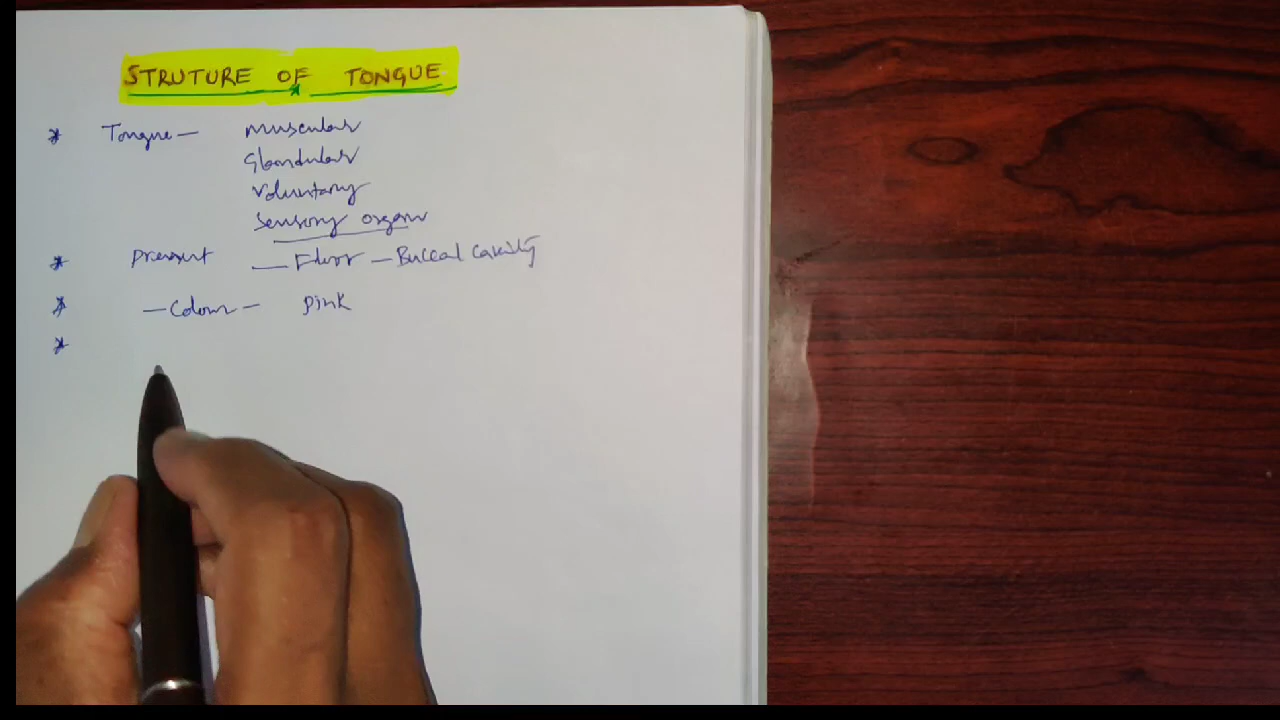 STRUTURE OF TONGUE
* Tongue — muscular
Glandular
Voluntary
Sensory organ
* Present — Floor — Buccal Cavity
* — Colour — Pink
*